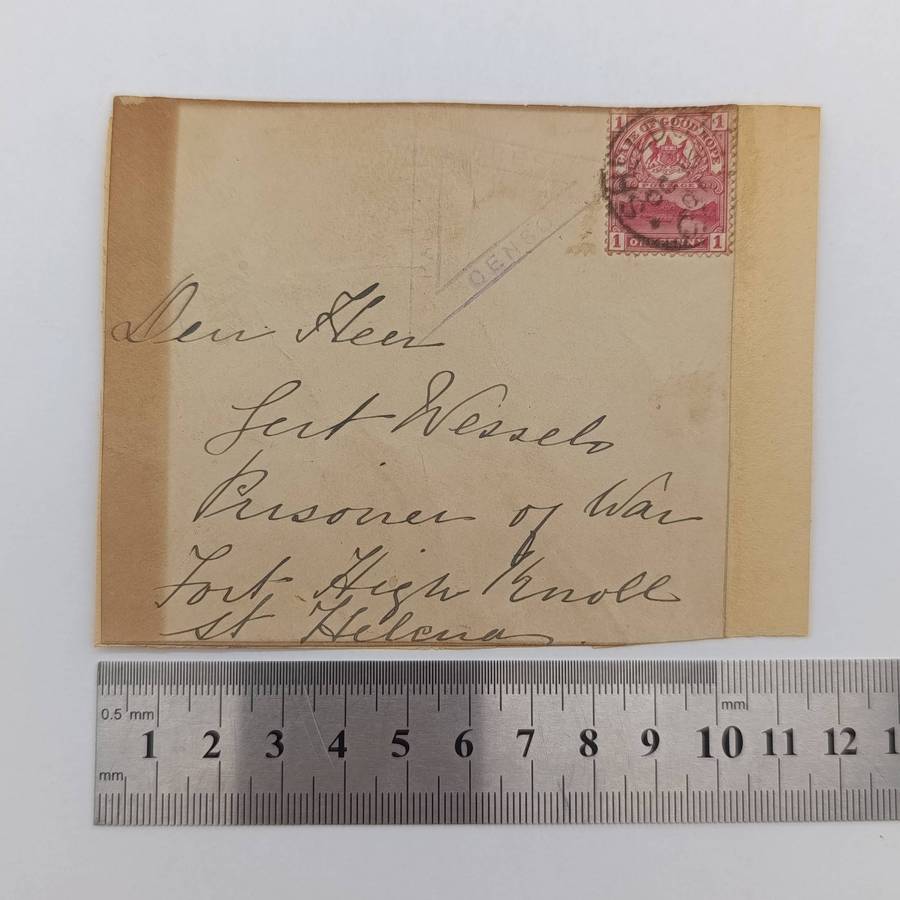 1 1
CAPE OF GOOD HOPE
POSTAGE
1 ONE PENNY 1
CENSO
Den Heer
Gert Wessels
Prisoner of War
Fort High Knoll
St Helena
0.5 mm
mm
1 2 3 4 5 6 7 8 9 10 11 12 1
mm